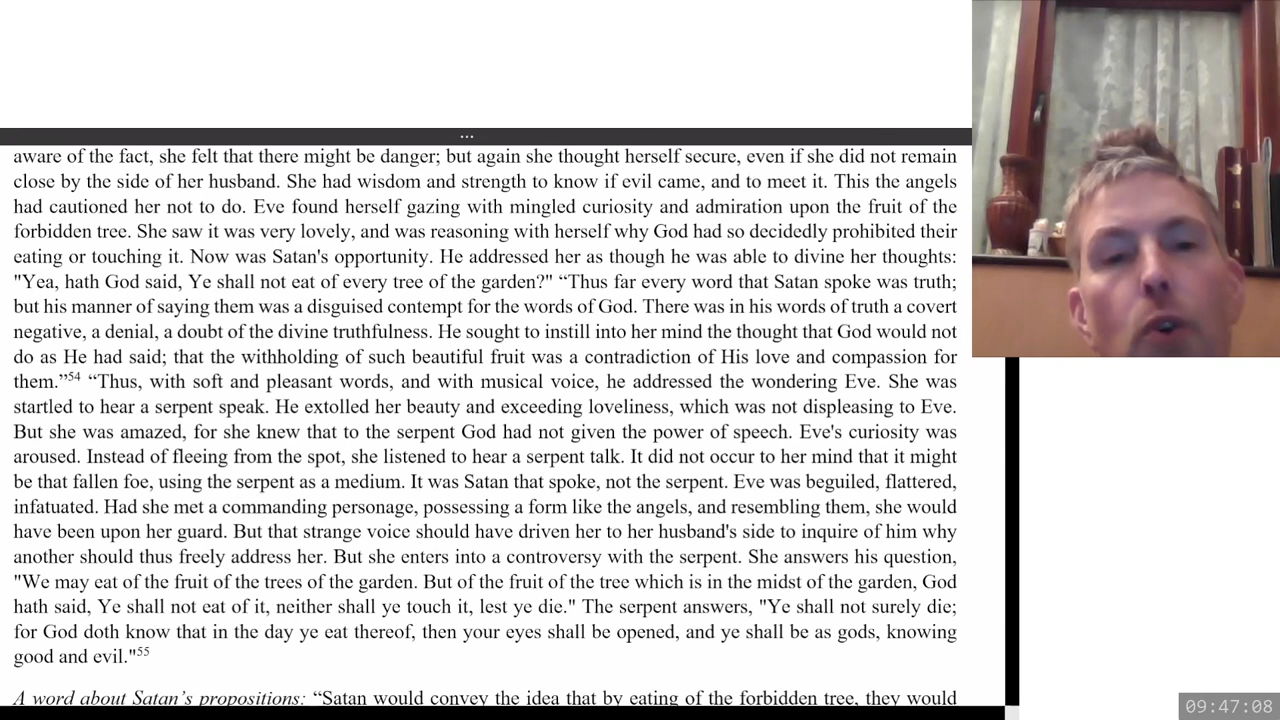 ...
aware of the fact, she felt that there might be danger; but again she thought herself secure, even if she did not remain
close by the side of her husband. She had wisdom and strength to know if evil came, and to meet it. This the angels
had cautioned her not to do. Eve found herself gazing with mingled curiosity and admiration upon the fruit of the
forbidden tree. She saw it was very lovely, and was reasoning with herself why God had so decidedly prohibited their
eating or touching it. Now was Satan's opportunity. He addressed her as though he was able to divine her thoughts:
"Yea, hath God said, Ye shall not eat of every tree of the garden?" “Thus far every word that Satan spoke was truth;
but his manner of saying them was a disguised contempt for the words of God. There was in his words of truth a covert
negative, a denial, a doubt of the divine truthfulness. He sought to instill into her mind the thought that God would not
do as He had said; that the withholding of such beautiful fruit was a contradiction of His love and compassion for
them.”54 “Thus, with soft and pleasant words, and with musical voice, he addressed the wondering Eve. She was
startled to hear a serpent speak. He extolled her beauty and exceeding loveliness, which was not displeasing to Eve.
But she was amazed, for she knew that to the serpent God had not given the power of speech. Eve's curiosity was
aroused. Instead of fleeing from the spot, she listened to hear a serpent talk. It did not occur to her mind that it might
be that fallen foe, using the serpent as a medium. It was Satan that spoke, not the serpent. Eve was beguiled, flattered,
infatuated. Had she met a commanding personage, possessing a form like the angels, and resembling them, she would
have been upon her guard. But that strange voice should have driven her to her husband's side to inquire of him why
another should thus freely address her. But she enters into a controversy with the serpent. She answers his question,
"We may eat of the fruit of the trees of the garden. But of the fruit of the tree which is in the midst of the garden, God
hath said, Ye shall not eat of it, neither shall ye touch it, lest ye die." The serpent answers, "Ye shall not surely die;
for God doth know that in the day ye eat thereof, then your eyes shall be opened, and ye shall be as gods, knowing
good and evil."55
A word about Satan’s propositions: “Satan would convey the idea that by eating of the forbidden tree, they would
09:47:08